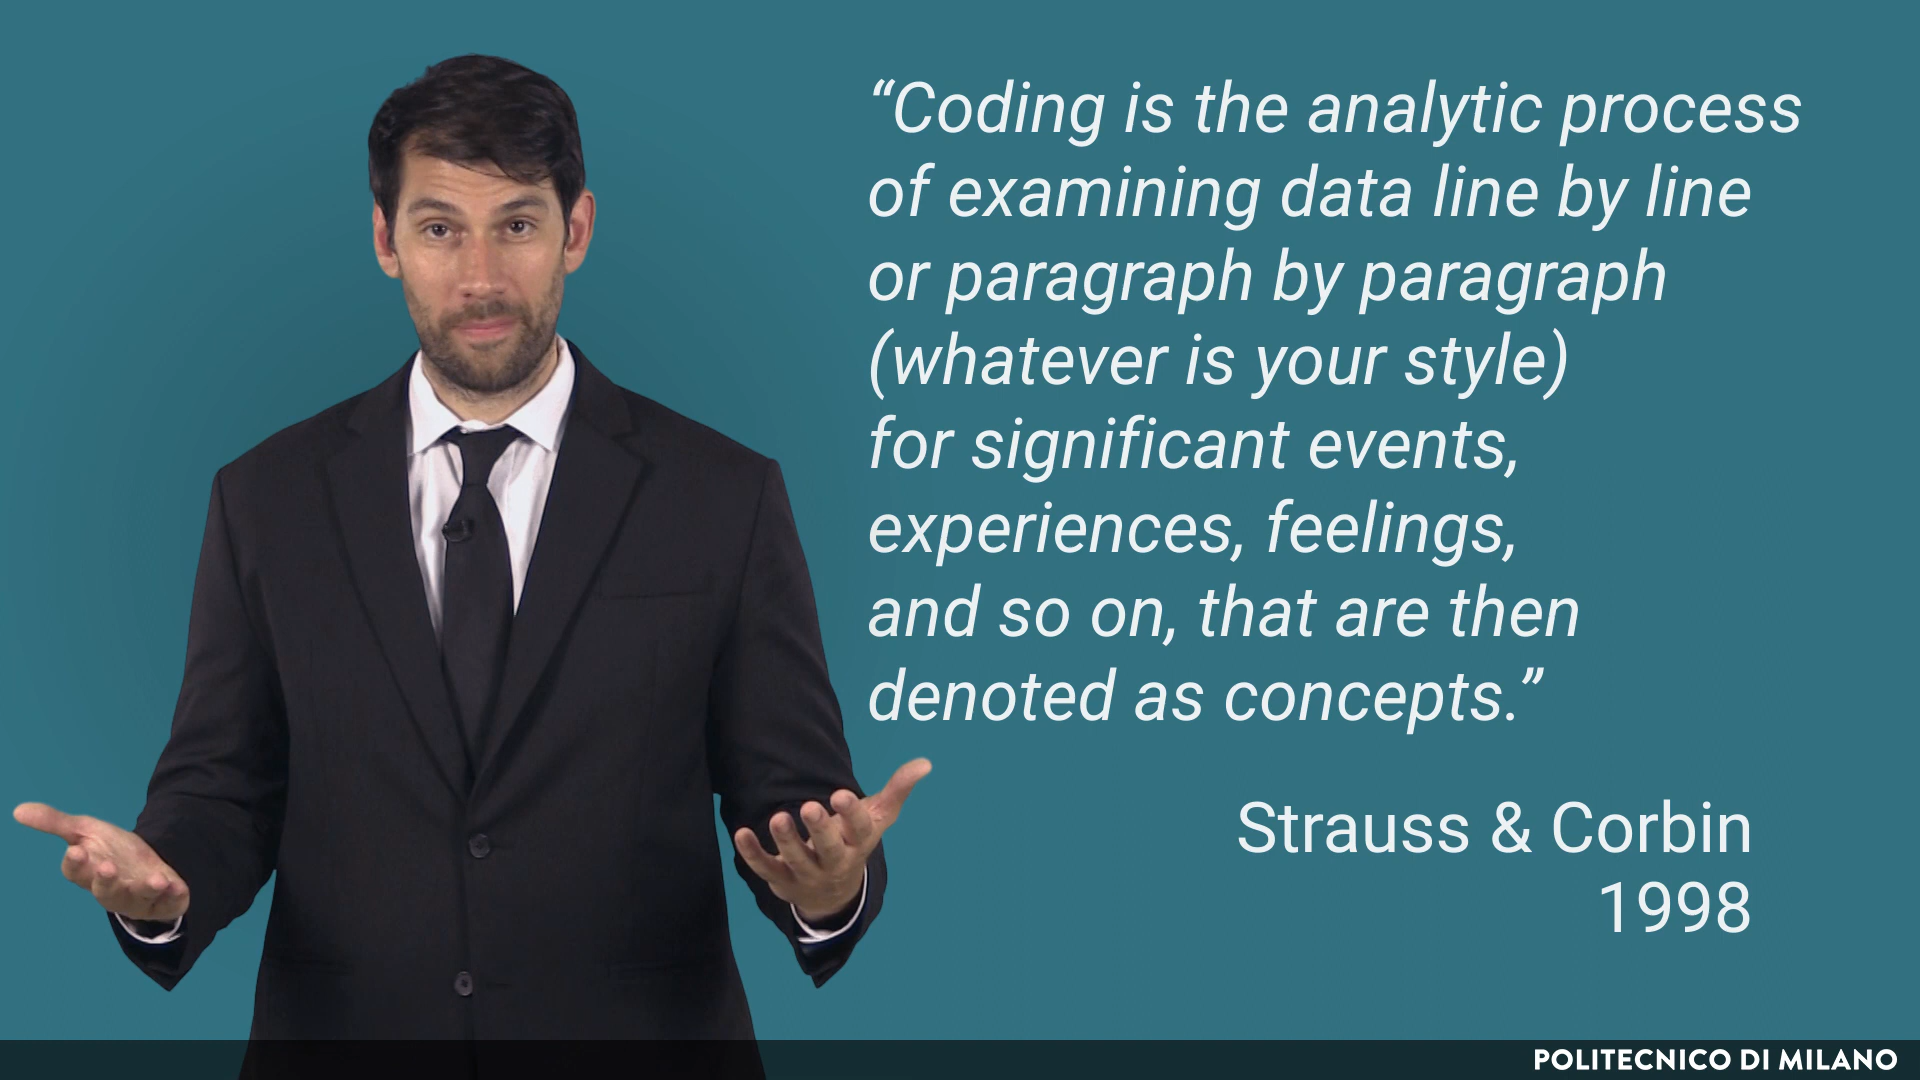 “Coding is the analytic process
of examining data line by line
or paragraph by paragraph
(whatever is your style)
for significant events,
experiences, feelings,
and so on, that are then
denoted as concepts.”
Strauss & Corbin
1998
POLITECNICO DI MILANO